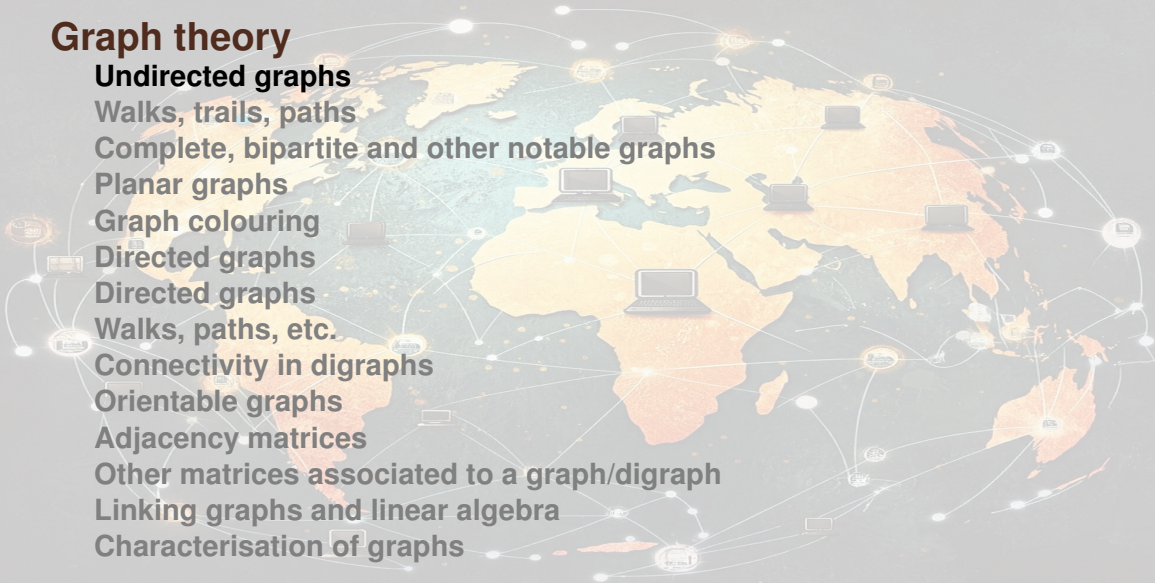 Graph theory
Undirected graphs
Walks, trails, paths
Complete, bipartite and other notable graphs
Planar graphs
Graph colouring
Directed graphs
Directed graphs
Walks, paths, etc.
Connectivity in digraphs
Orientable graphs
Adjacency matrices
Other matrices associated to a graph/digraph
Linking graphs and linear algebra
Characterisation of graphs